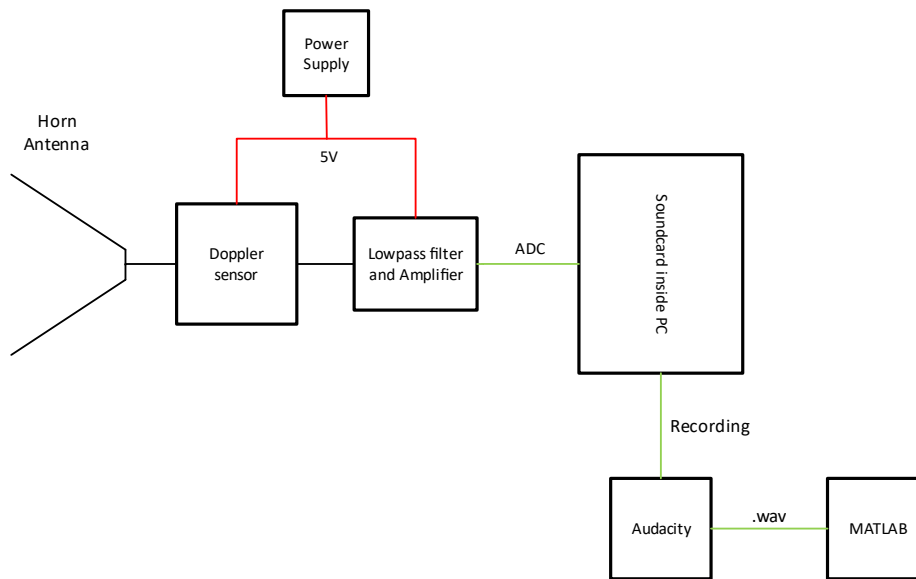 Power
Supply
Horn
Antenna
5V
Doppler
sensor
Lowpass filter
and Amplifier
ADC
Soundcard inside PC
Recording
Audacity
.wav
MATLAB